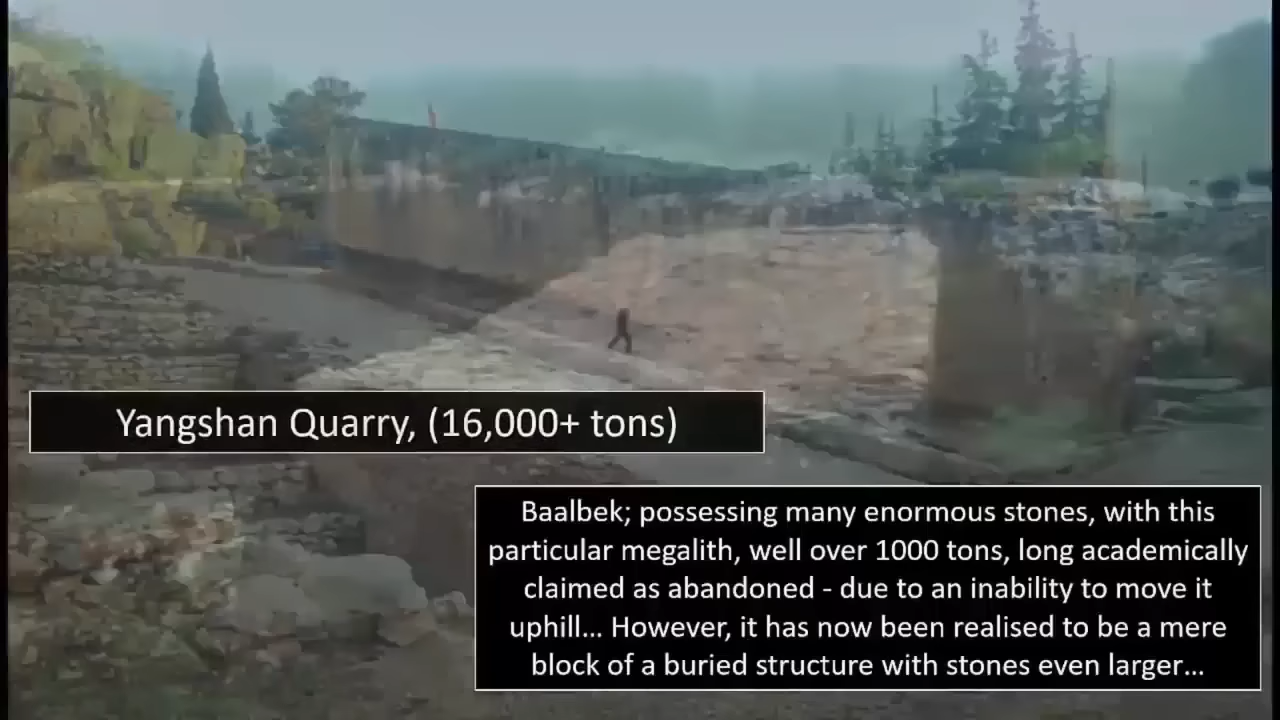 Yangshan Quarry, (16,000+ tons)
Baalbek; possessing many enormous stones, with this
particular megalith, well over 1000 tons, long academically
claimed as abandoned - due to an inability to move it
uphill... However, it has now been realised to be a mere
block of a buried structure with stones even larger...